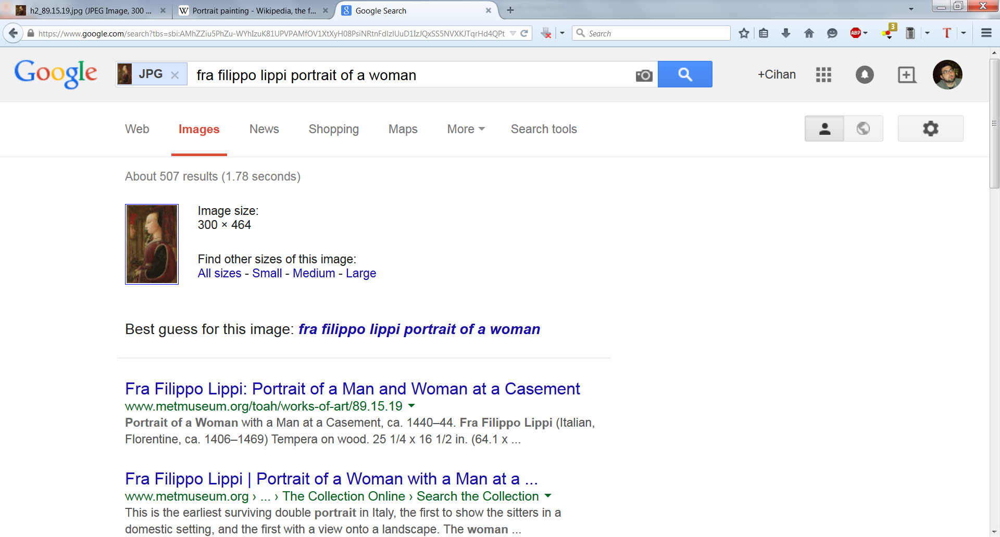 h2_89.15.19.jpg (JPEG Image, 300 ...
W Portrait painting - Wikipedia, the f...
8 Google Search
3
https://www.google.com/search?tbs=sbi:AMhZZiu5PhZu-WYhIzuK81UPVPAMfOV1XtXyH08PsiNRtnFdlzlUuD1IzJQxSS5NVXKJTqrHd4QPt
Search
ABP
T
Google
JPG
fra filippo lippi portrait of a woman
+Cihan
Web Images News Shopping Maps More Search tools
About 507 results (1.78 seconds)
Image size:
300 × 464
Find other sizes of this image:
All sizes - Small - Medium - Large
Best guess for this image: fra filippo lippi portrait of a woman
Fra Filippo Lippi: Portrait of a Man and Woman at a Casement
www.metmuseum.org/toah/works-of-art/89.15.19
Portrait of a Woman with a Man at a Casement, ca. 1440–44. Fra Filippo Lippi (Italian,
Florentine, ca. 1406–1469) Tempera on wood. 25 1/4 x 16 1/2 in. (64.1 x ...
Fra Filippo Lippi | Portrait of a Woman with a Man at a ...
www.metmuseum.org › ... › The Collection Online › Search the Collection
This is the earliest surviving double portrait in Italy, the first to show the sitters in a
domestic setting, and the first with a view onto a landscape. The woman ...